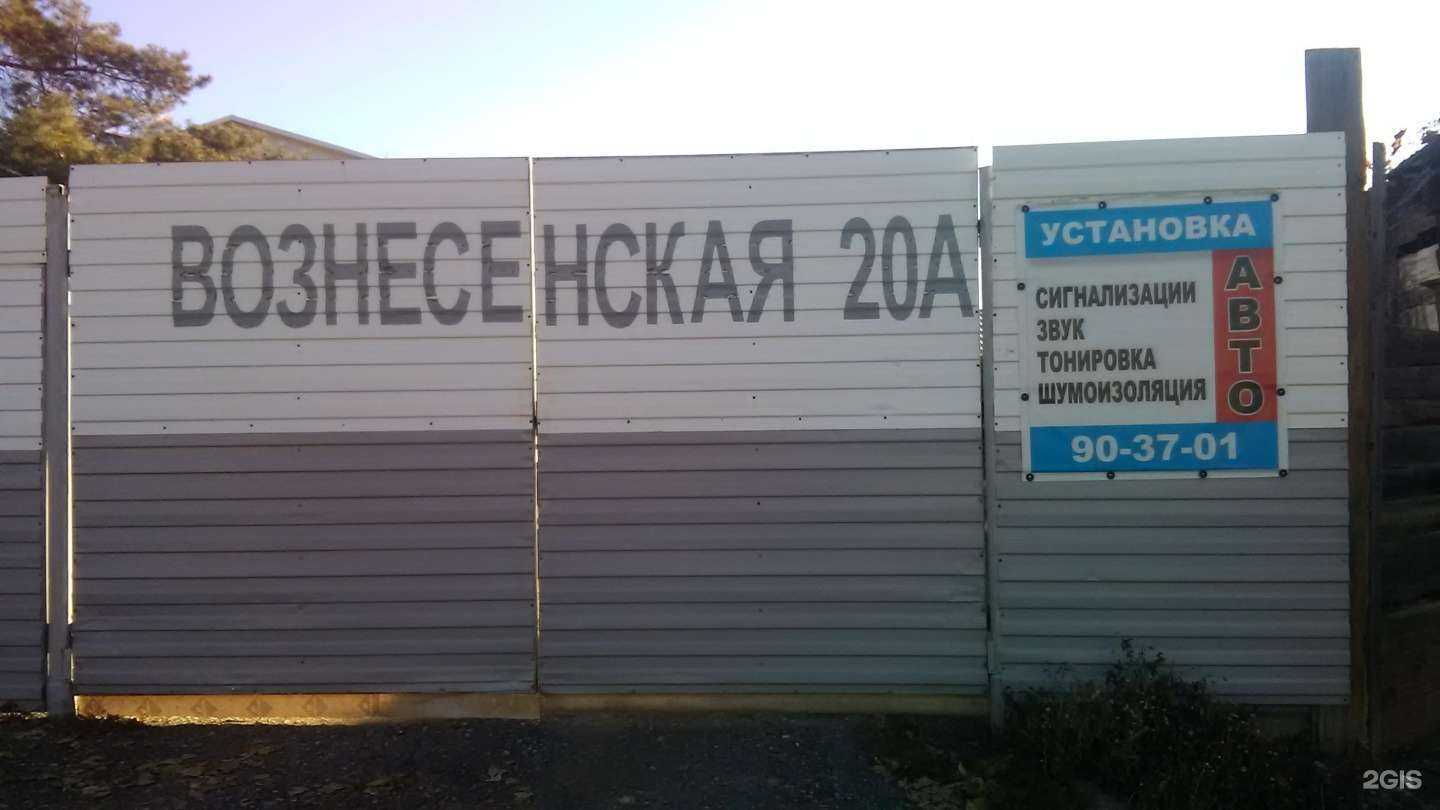 ВОЗНЕСЕНСКАЯ 20А
УСТАНОВКА
СИГНАЛИЗАЦИИ
ЗВУК
ТОНИРОВКА
ШУМОИЗОЛЯЦИЯ
АВТО
90-37-01
2GIS